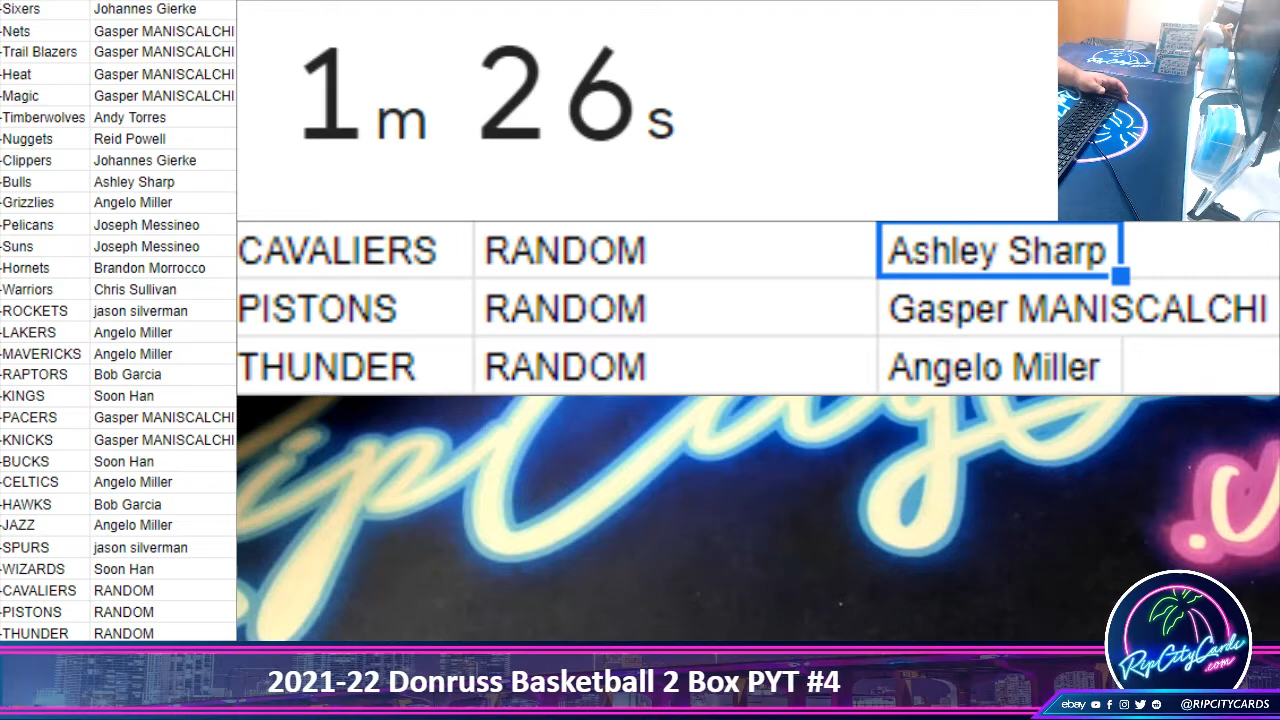 -Sixers Johannes Gierke
-Nets Gasper MANISCALCHI
-Trail Blazers Gasper MANISCALCHI
-Heat Gasper MANISCALCHI
-Magic Gasper MANISCALCHI
-Timberwolves Andy Torres
-Nuggets Reid Powell
-Clippers Johannes Gierke
-Bulls Ashley Sharp
-Grizzlies Angelo Miller
-Pelicans Joseph Messineo
-Suns Joseph Messineo
-Hornets Brandon Morrocco
-Warriors Chris Sullivan
-ROCKETS jason silverman
-LAKERS Angelo Miller
-MAVERICKS Angelo Miller
-RAPTORS Bob Garcia
-KINGS Soon Han
-PACERS Gasper MANISCALCHI
-KNICKS Gasper MANISCALCHI
-BUCKS Soon Han
-CELTICS Angelo Miller
-HAWKS Bob Garcia
-JAZZ Angelo Miller
-SPURS jason silverman
-WIZARDS Soon Han
-CAVALIERS RANDOM
-PISTONS RANDOM
-THUNDER RANDOM
1 m 26 s
CAVALIERS RANDOM Ashley Sharp
PISTONS RANDOM Gasper MANISCALCHI
THUNDER RANDOM Angelo Miller
RipCityCards
.com
2021-22 Donruss Basketball 2 Box PYT #4
ebay @RIPCITYCARDS